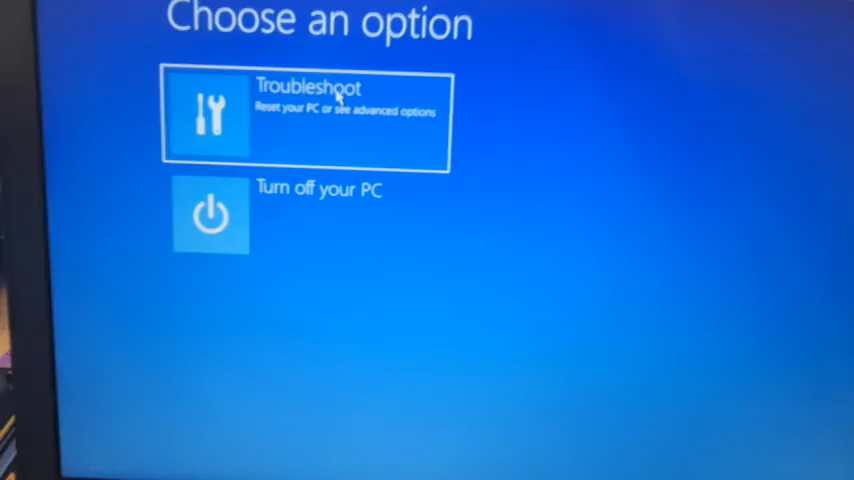 Choose an option
Troubleshoot
Reset your PC or see advanced options
Turn off your PC